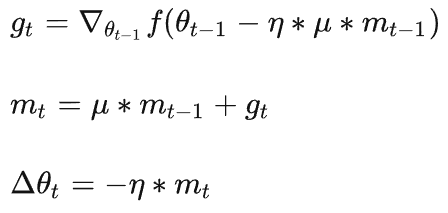 g_t = ∇_{θ_{t−1}} f(θ_{t−1} − η ∗ μ ∗ m_{t−1})
m_t = μ ∗ m_{t−1} + g_t
Δθ_t = −η ∗ m_t